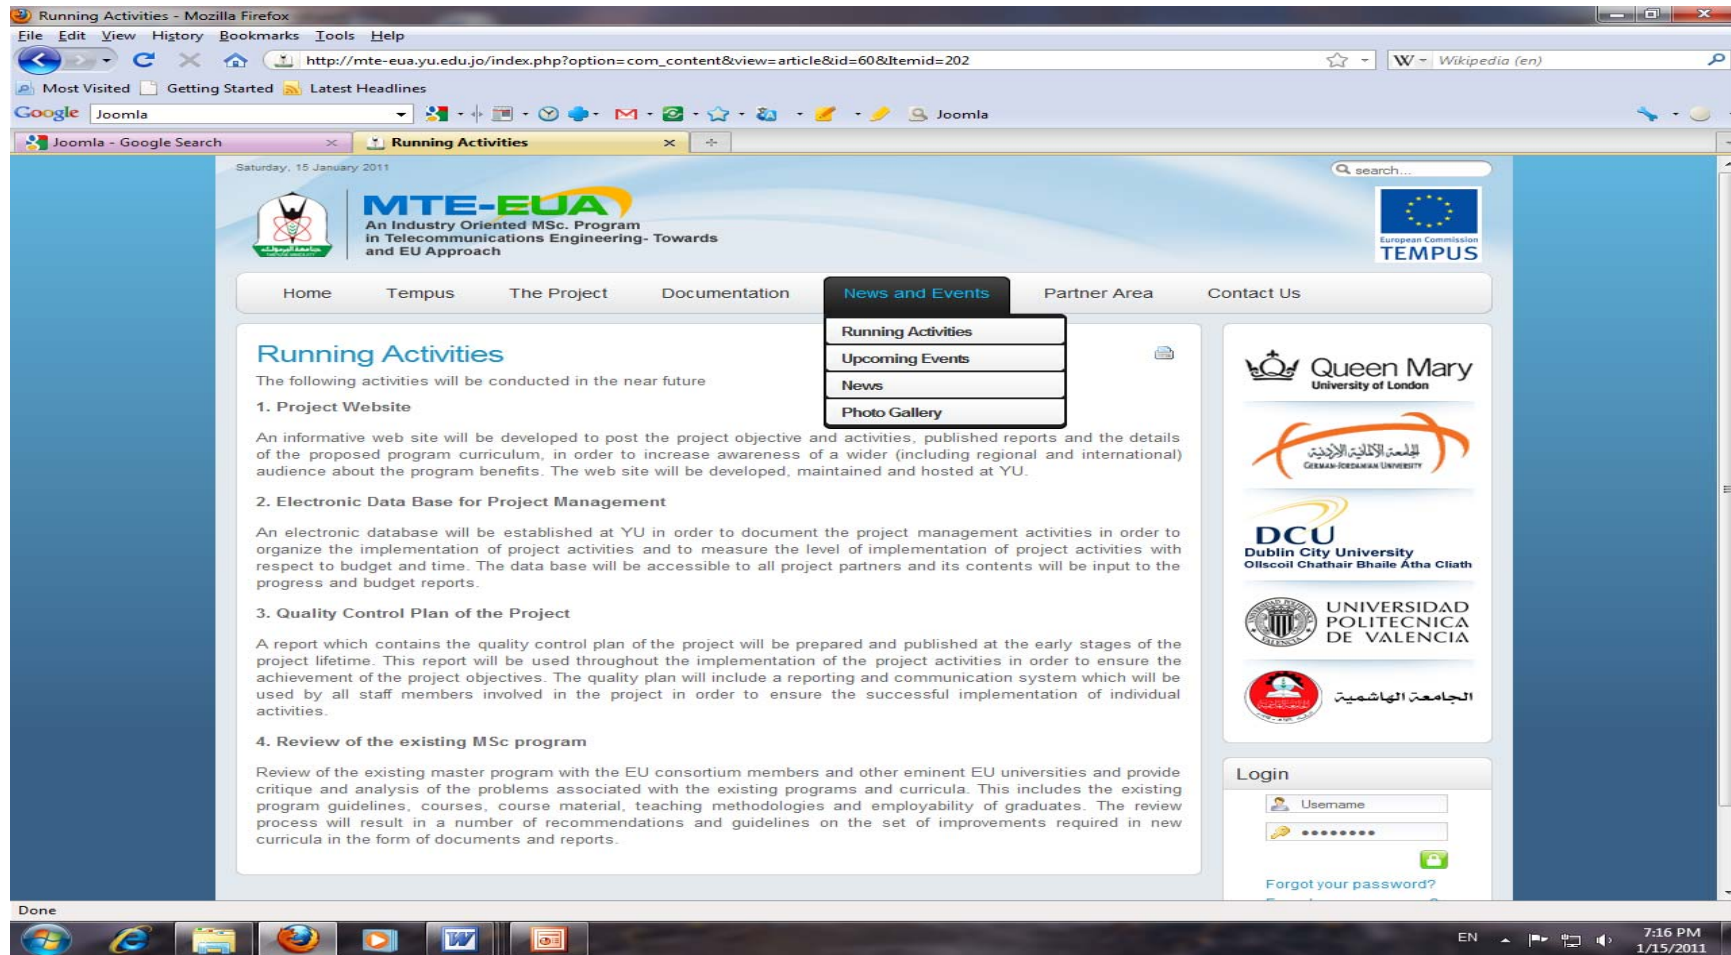 Running Activities - Mozilla Firefox
File Edit View History Bookmarks Tools Help
http://mte-eua.yu.edu.jo/index.php?option=com_content&view=article&id=60&Itemid=202
W Wikipedia (en)
Most Visited Getting Started Latest Headlines
Google Joomla Joomla
Joomla - Google Search Running Activities
Saturday, 15 January 2011
search...
MTE-EUA
An Industry Oriented MSc. Program
in Telecommunications Engineering- Towards
and EU Approach
European Commission
TEMPUS
Home Tempus The Project Documentation News and Events Partner Area Contact Us
Running Activities
Upcoming Events
News
Photo Gallery
Running Activities
The following activities will be conducted in the near future
1. Project Website
An informative web site will be developed to post the project objective and activities, published reports and the details
of the proposed program curriculum, in order to increase awareness of a wider (including regional and international)
audience about the program benefits. The web site will be developed, maintained and hosted at YU.
2. Electronic Data Base for Project Management
An electronic database will be established at YU in order to document the project management activities in order to
organize the implementation of project activities and to measure the level of implementation of project activities with
respect to budget and time. The data base will be accessible to all project partners and its contents will be input to the
progress and budget reports.
3. Quality Control Plan of the Project
A report which contains the quality control plan of the project will be prepared and published at the early stages of the
project lifetime. This report will be used throughout the implementation of the project activities in order to ensure the
achievement of the project objectives. The quality plan will include a reporting and communication system which will be
used by all staff members involved in the project in order to ensure the successful implementation of individual
activities.
4. Review of the existing MSc program
Review of the existing master program with the EU consortium members and other eminent EU universities and provide
critique and analysis of the problems associated with the existing programs and curricula. This includes the existing
program guidelines, courses, course material, teaching methodologies and employability of graduates. The review
process will result in a number of recommendations and guidelines on the set of improvements required in new
curricula in the form of documents and reports.
Queen Mary
University of London
الجامعة الألمانية الأردنية
German-Jordanian University
DCU
Dublin City University
Ollscoil Chathair Bhaile Átha Cliath
UNIVERSIDAD
POLITECNICA
DE VALENCIA
الجامعة الهاشمية
Login
Username
Forgot your password?
Done
EN
7:16 PM
1/15/2011